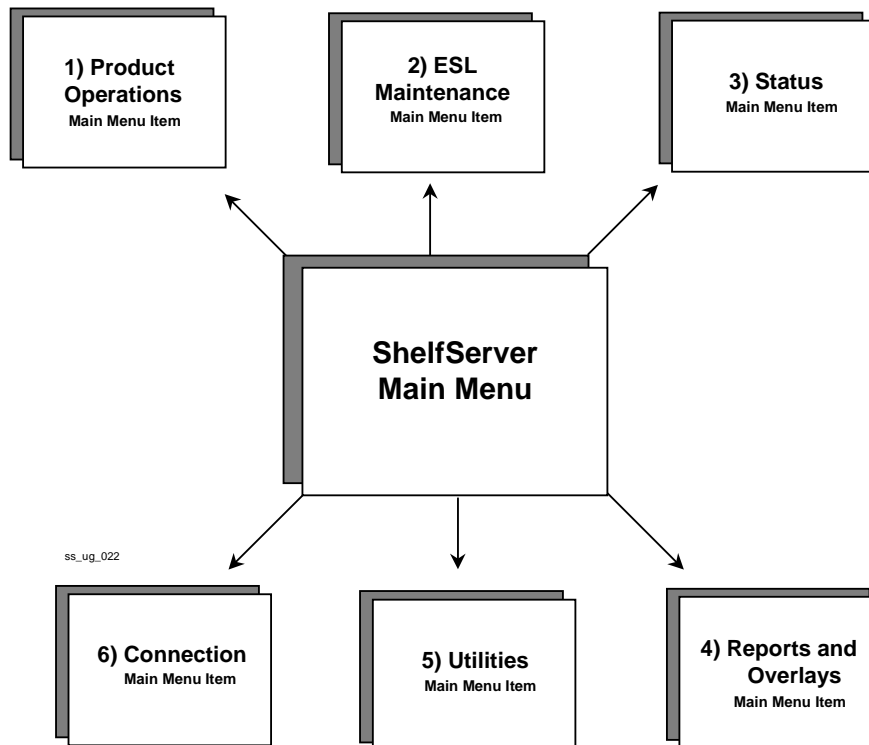 1) Product
Operations
Main Menu Item
2) ESL
Maintenance
Main Menu Item
3) Status
Main Menu Item
ShelfServer
Main Menu
ss_ug_022
6) Connection
Main Menu Item
5) Utilities
Main Menu Item
4) Reports and
Overlays
Main Menu Item